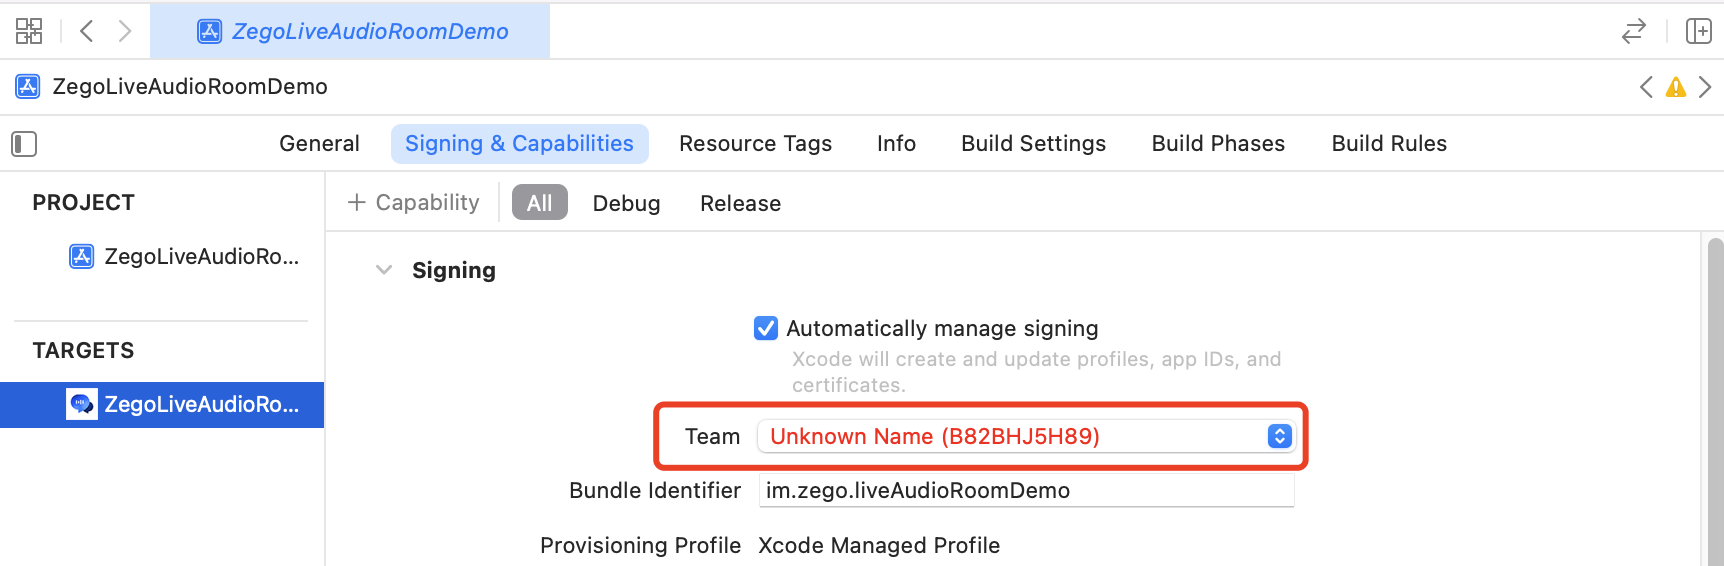 ZegoLiveAudioRoomDemo
ZegoLiveAudioRoomDemo
General Signing & Capabilities Resource Tags Info Build Settings Build Phases Build Rules
PROJECT
ZegoLiveAudioRo...
TARGETS
ZegoLiveAudioRo...
+ Capability All Debug Release
Signing
Automatically manage signing
Xcode will create and update profiles, app IDs, and
certificates.
Team Unknown Name (B82BHJ5H89)
Bundle Identifier im.zego.liveAudioRoomDemo
Provisioning Profile Xcode Managed Profile